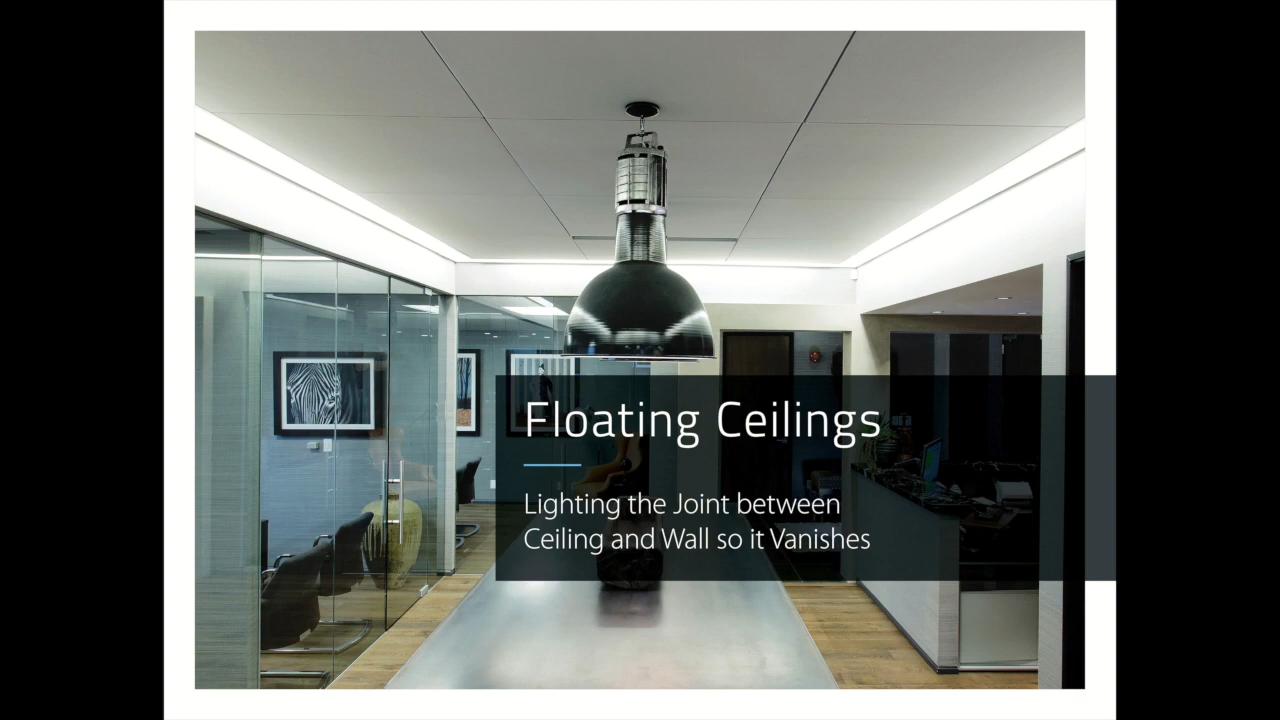 Floating Ceilings
Lighting the Joint between
Ceiling and Wall so it Vanishes